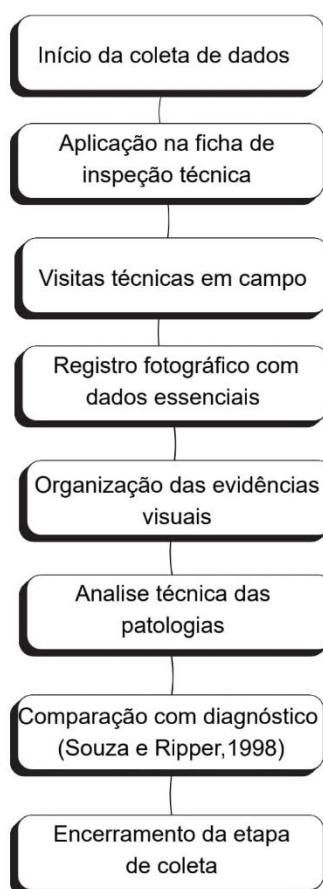 Início da coleta de dados
Aplicação na ficha de
inspeção técnica
Visitas técnicas em campo
Registro fotográfico com
dados essenciais
Organização das evidências
visuais
Analise técnica das
patologias
Comparação com diagnóstico
(Souza e Ripper,1998)
Encerramento da etapa
de coleta